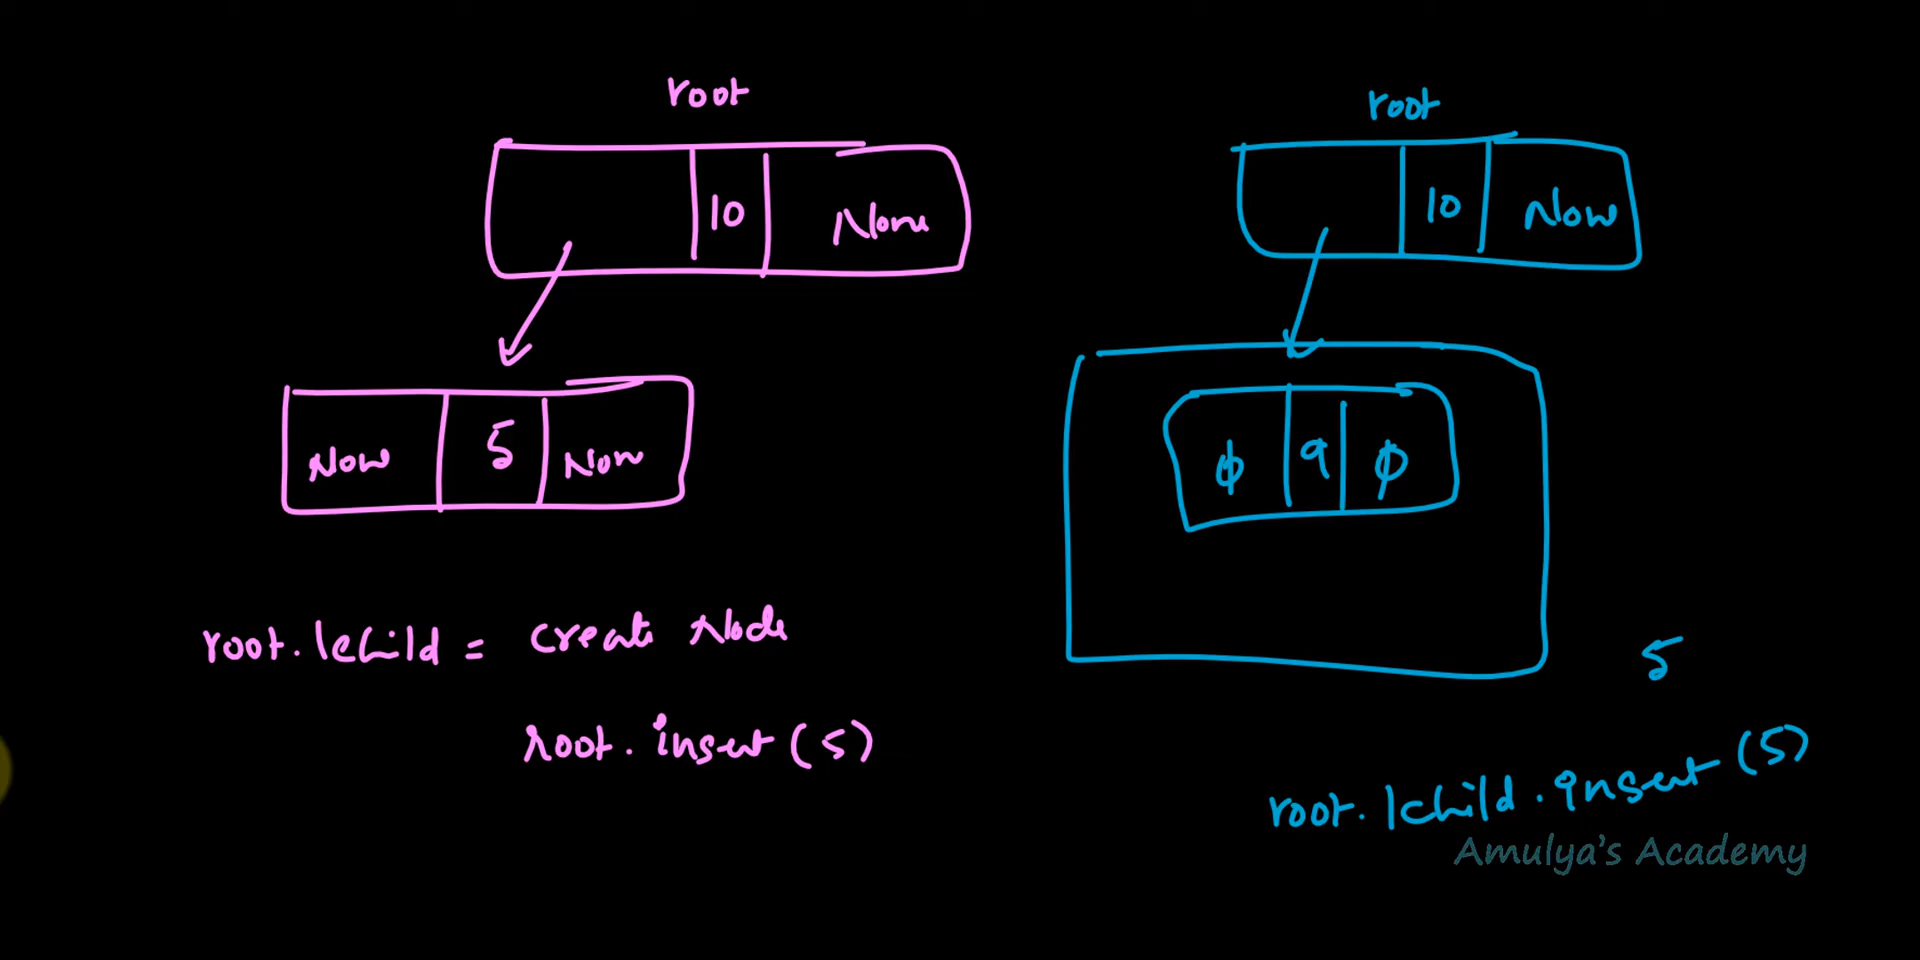 root
10 None
None 5 None
root.lchild = create Node
root.insert(5)
root
10 None
φ 9 φ
5
root.lchild.insert(5)
Amulya's Academy